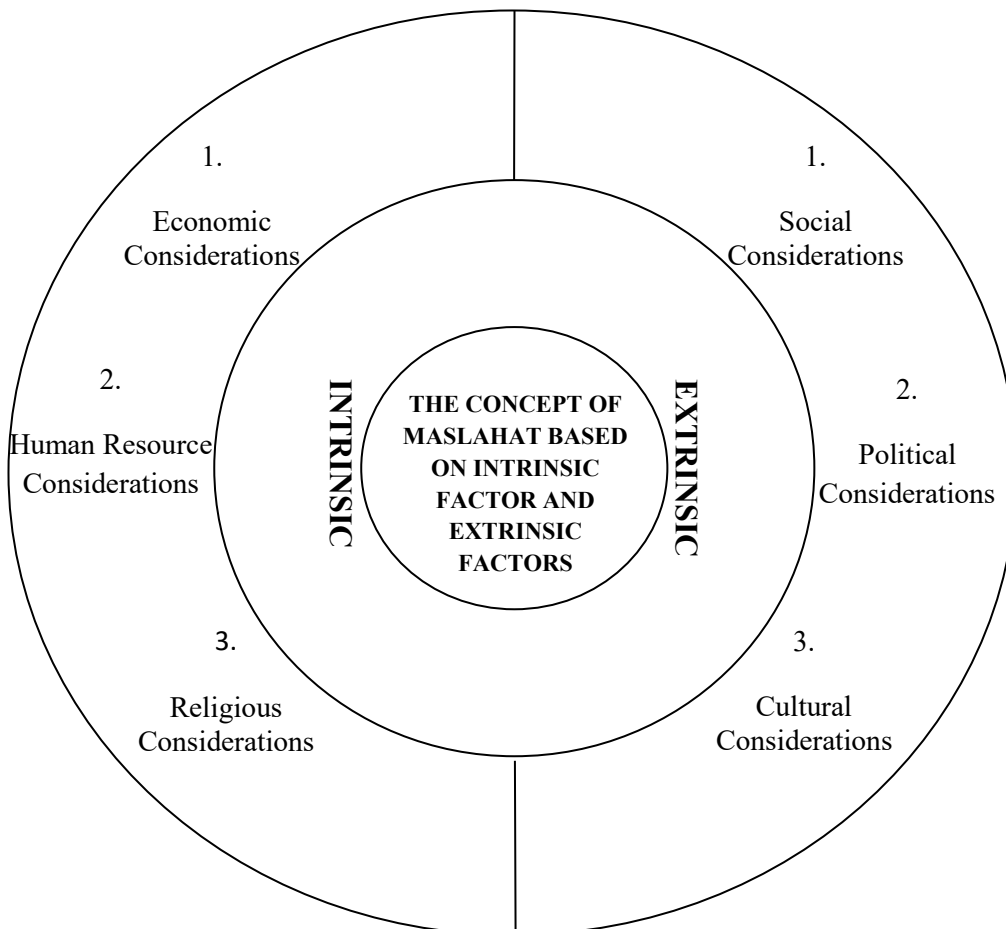 1.
Economic
Considerations
2.
Human Resource
Considerations
3.
Religious
Considerations
INTRINSIC
THE CONCEPT OF
MASLAHAT BASED
ON INTRINSIC
FACTOR AND
EXTRINSIC
FACTORS
EXTRINSIC
1.
Social
Considerations
2.
Political
Considerations
3.
Cultural
Considerations